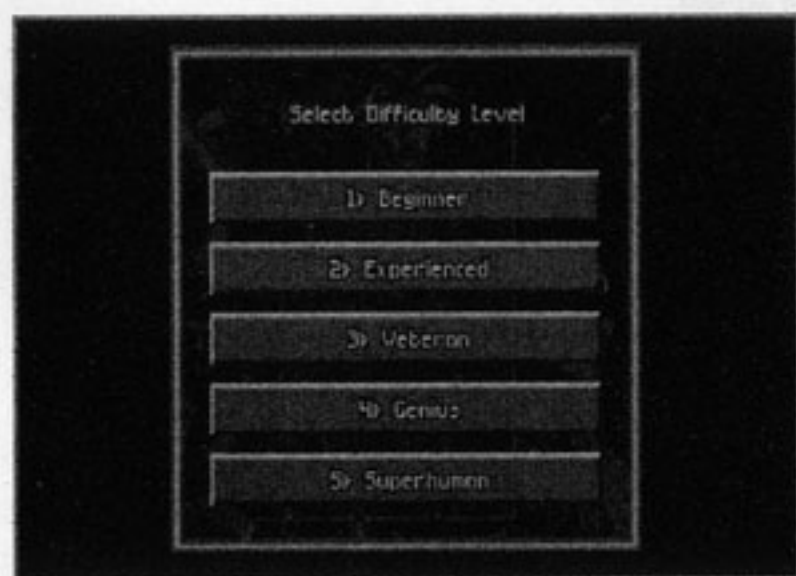 Select Difficulty Level
1> Beginner
2> Experienced
3> Veteran
4> Genius
5> Superhuman